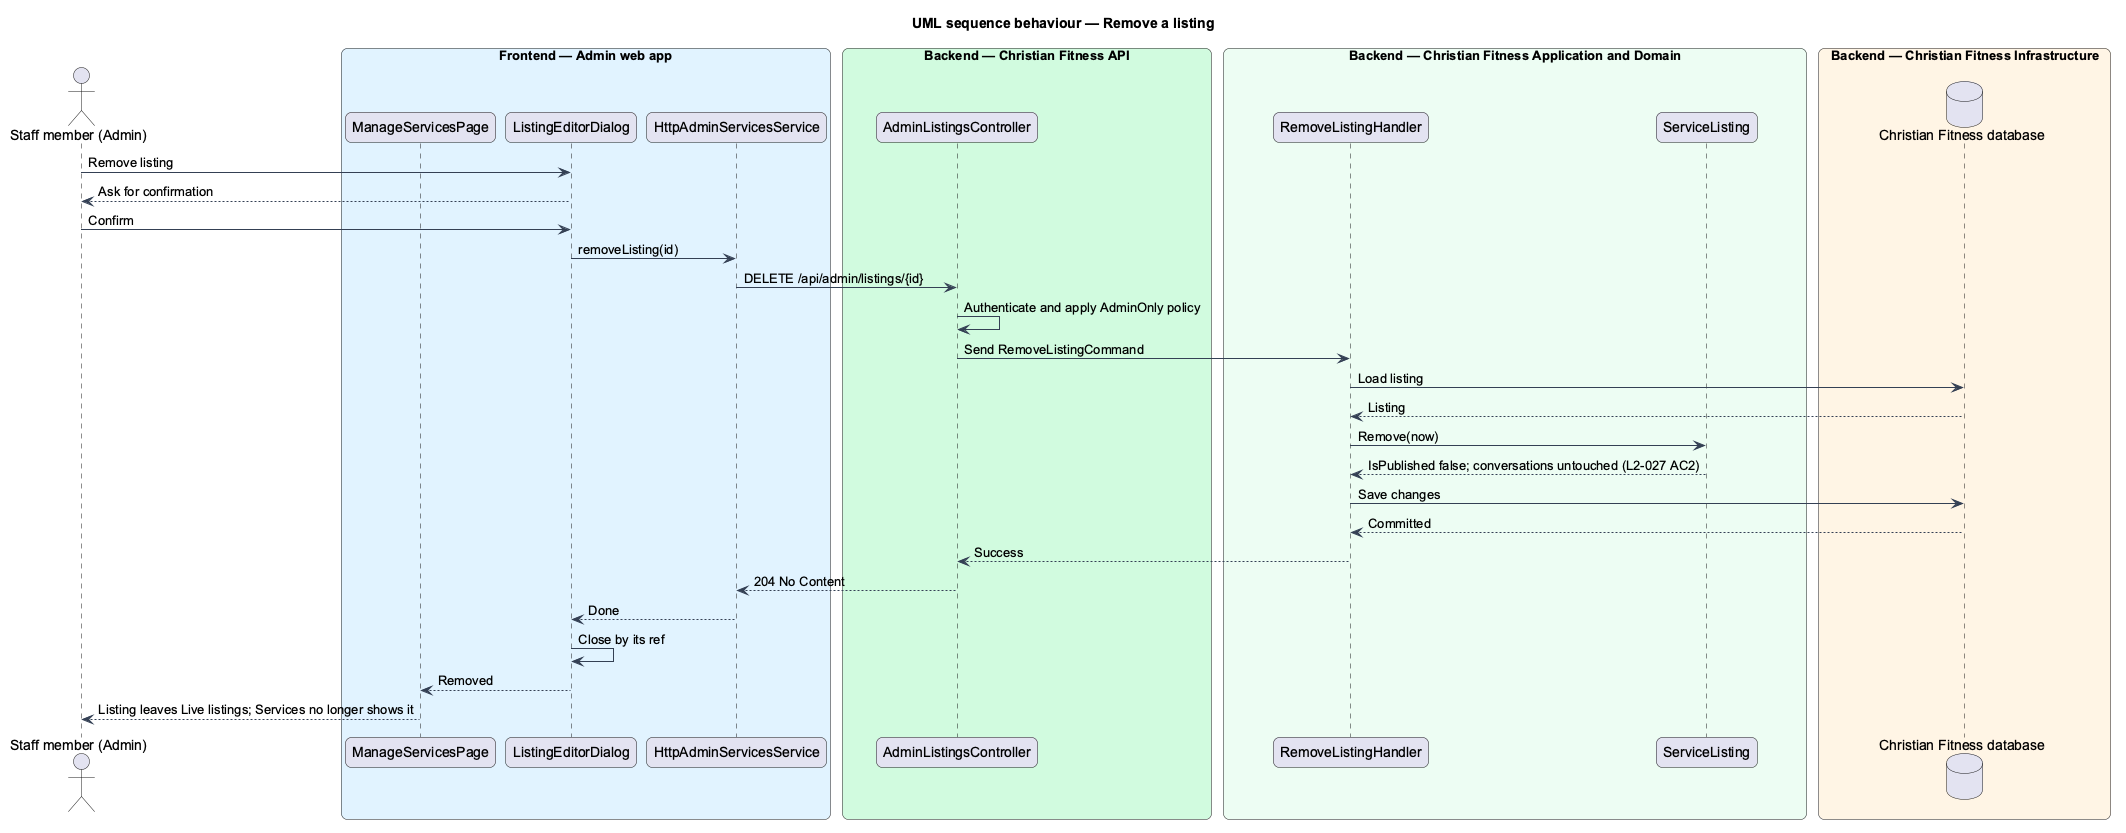 UML sequence behaviour — Remove a listing
Frontend — Admin web app
Backend — Christian Fitness API
Backend — Christian Fitness Application and Domain
Backend — Christian Fitness Infrastructure
Staff member (Admin)
ManageServicesPage
ListingEditorDialog
HttpAdminServicesService
AdminListingsController
RemoveListingHandler
ServiceListing
Christian Fitness database
Remove listing
Ask for confirmation
Confirm
removeListing(id)
DELETE /api/admin/listings/{id}
Authenticate and apply AdminOnly policy
Send RemoveListingCommand
Load listing
Listing
Remove(now)
IsPublished false; conversations untouched (L2-027 AC2)
Save changes
Committed
Success
204 No Content
Done
Close by its ref
Removed
Listing leaves Live listings; Services no longer shows it
Staff member (Admin)
ManageServicesPage
ListingEditorDialog
HttpAdminServicesService
AdminListingsController
RemoveListingHandler
ServiceListing
Christian Fitness database